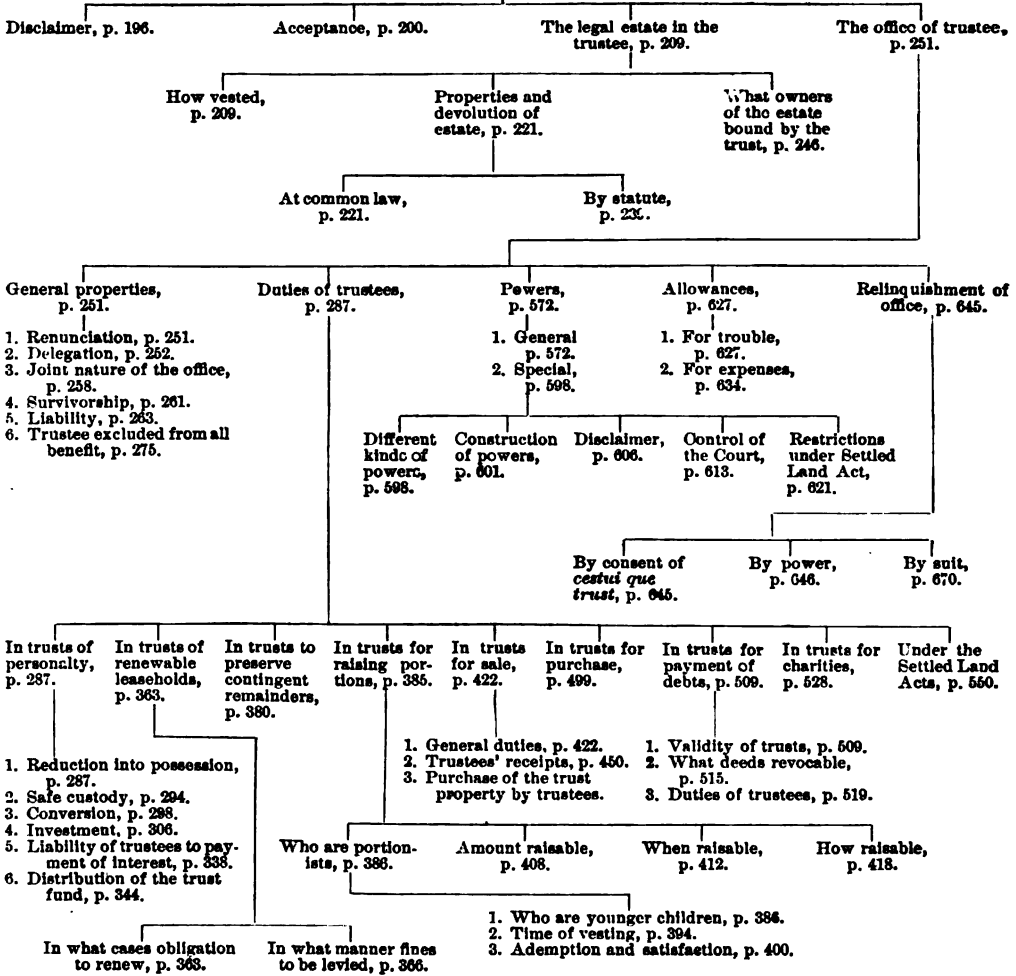 Disclaimer, p. 196.
Acceptance, p. 200.
The legal estate in the
trustee, p. 209.
The office of trustee,
p. 251.
How vested,
p. 209.
Properties and
devolution of
estate, p. 221.
What owners
of the estate
bound by the
trust, p. 246.
At common law,
p. 221.
By statute,
p.
General properties,
p. 251.
1. Renunciation, p. 251.
2. Delegation, p. 252.
3. Joint nature of the office,
p. 258.
4. Survivorship, p. 261.
5. Liability, p. 263.
6. Trustee excluded from all
benefit, p. 275.
Duties of trustees,
p. 287.
Powers,
p. 572.
1. General
p. 572.
2. Special,
p. 598.
Allowances,
p. 627.
1. For trouble,
p. 627.
2. For expenses,
p. 634.
Relinquishment of
office, p. 645.
Different
kinds of
powers,
p. 598.
Construction
of powers,
p. 601.
Disclaimer,
p. 606.
Control of
the Court,
p. 613.
Restrictions
under Settled
Land Act,
p. 621.
By consent of
cestui que
trust, p. 645.
By power,
p. 646.
By suit,
p. 670.
In trusts of
personalty,
p. 287.
In trusts of
renewable
leaseholds,
p. 363.
In trusts to
preserve
contingent
remainders,
p. 380.
In trusts for
raising por-
tions, p. 385.
In trusts
for sale,
p. 422.
In trusts for
purchase,
p. 499.
In trusts for
payment of
debts, p. 509.
In trusts for
charities,
p. 528.
Under the
Settled Land
Acts, p. 550.
1. Reduction into possession,
p. 287.
2. Safe custody, p. 294.
3. Conversion, p. 298.
4. Investment, p. 306.
5. Liability of trustees to pay-
ment of interest, p. 338.
6. Distribution of the trust
fund, p. 344.
1. General duties, p. 422.
2. Trustees' receipts, p. 450.
3. Purchase of the trust
property by trustees.
1. Validity of trusts, p. 509.
2. What deeds revocable,
p. 515.
3. Duties of trustees, p. 519.
Who are portion-
ists, p. 386.
Amount raisable,
p. 408.
When raisable,
p. 412.
How raisable,
p. 418.
1. Who are younger children, p. 386.
2. Time of vesting, p. 394.
3. Ademption and satisfaction, p. 400.
In what cases obligation
to renew, p. 363.
In what manner fines
to be levied, p. 366.